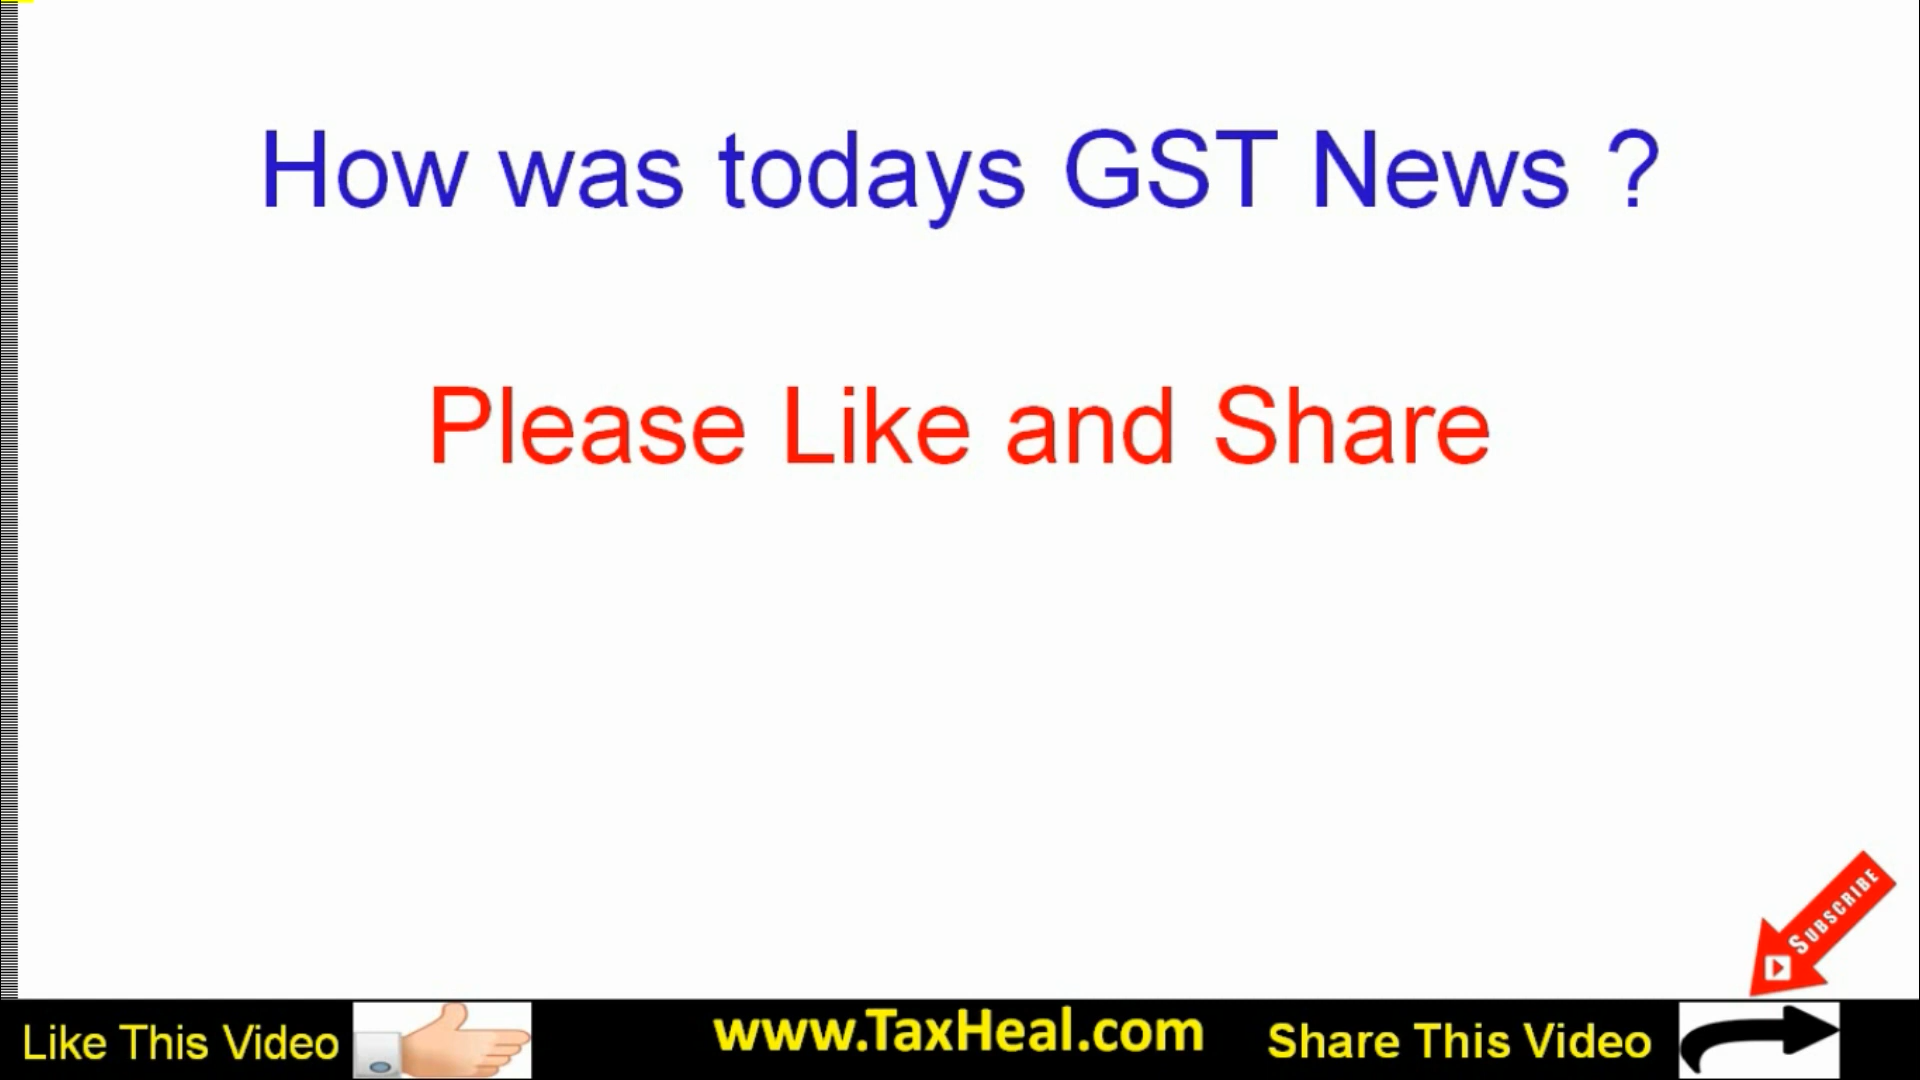 How was todays GST News ?
Please Like and Share
SUBSCRIBE
Like This Video
www.TaxHeal.com
Share This Video